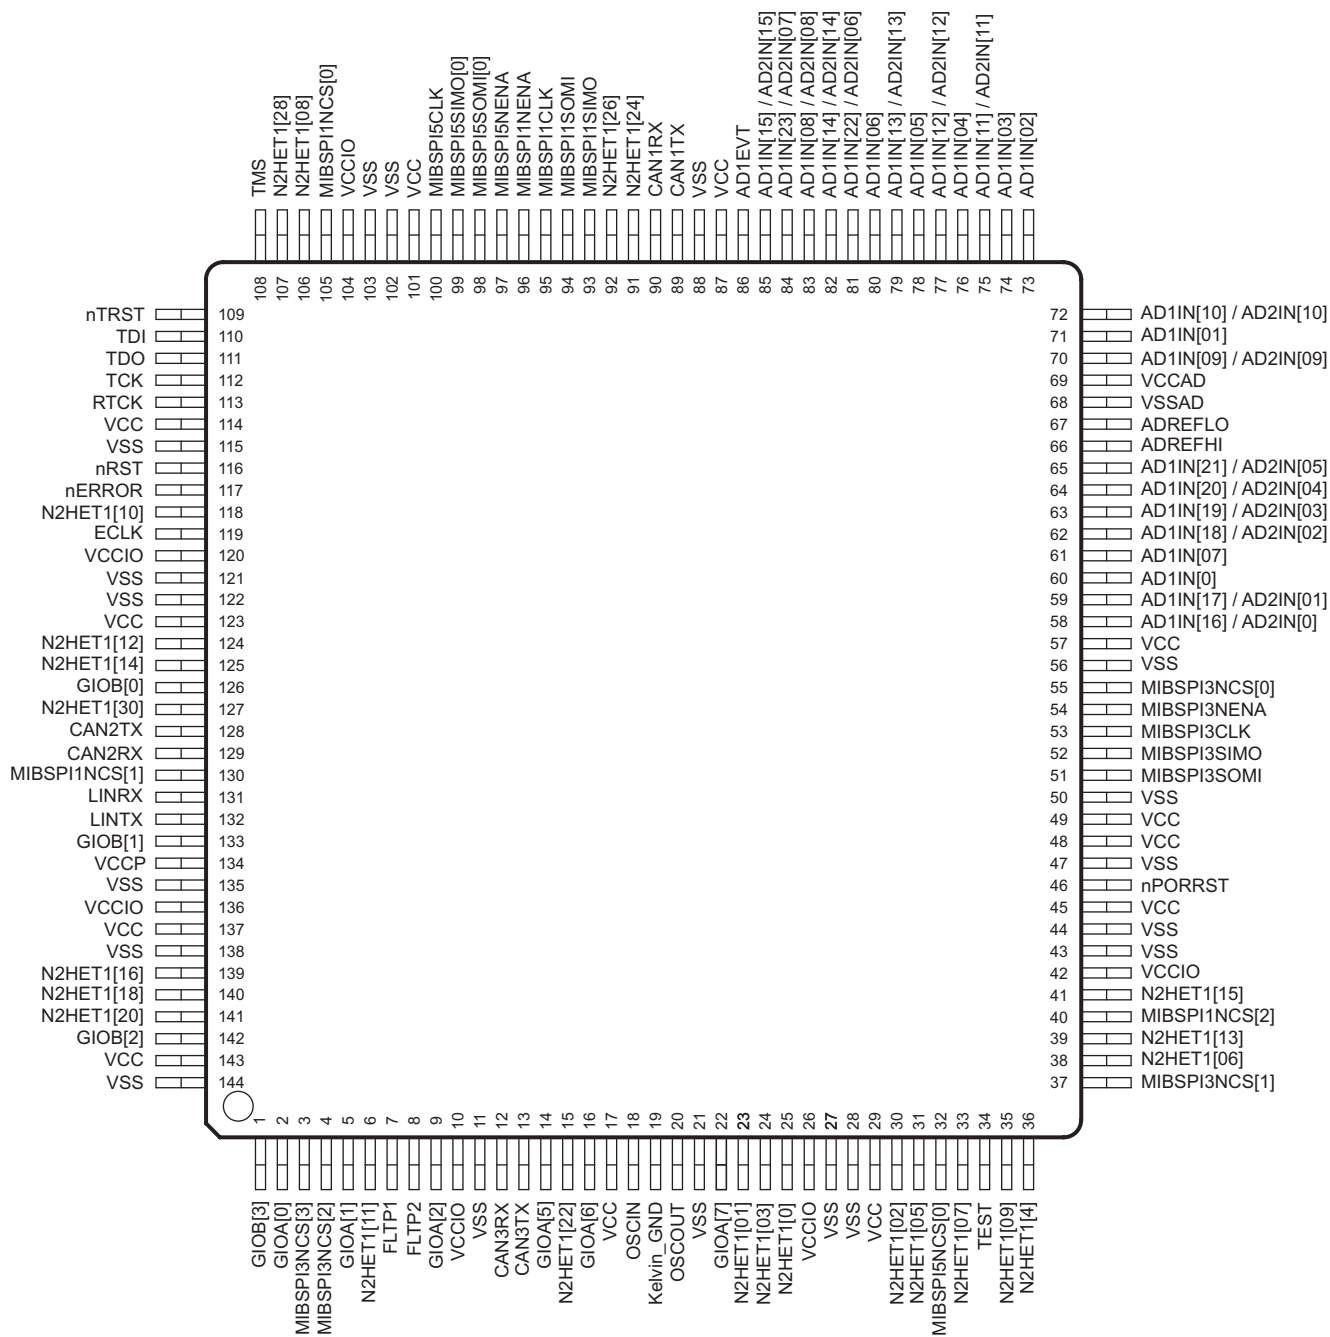 TMS
N2HET1[28]
N2HET1[08]
MIBSPI1NCS[0]
VCCIO
VSS
VSS
VCC
MIBSPI5CLK
MIBSPI5SIMO[0]
MIBSPI5SOMI[0]
MIBSPI5NENA
MIBSPI1NENA
MIBSPI1CLK
MIBSPI1SOMI
MIBSPI1SIMO
N2HET1[26]
N2HET1[24]
CAN1RX
CAN1TX
VSS
VCC
AD1EVT
AD1IN[15] / AD2IN[15]
AD1IN[23] / AD2IN[07]
AD1IN[08] / AD2IN[08]
AD1IN[14] / AD2IN[14]
AD1IN[22] / AD2IN[06]
AD1IN[06]
AD1IN[13] / AD2IN[13]
AD1IN[05]
AD1IN[12] / AD2IN[12]
AD1IN[04]
AD1IN[11] / AD2IN[11]
AD1IN[03]
AD1IN[02]
108
107
106
105
104
103
102
101
100
99
98
97
96
95
94
93
92
91
90
89
88
87
86
85
84
83
82
81
80
79
78
77
76
75
74
73
nTRST 109
TDI 110
TDO 111
TCK 112
RTCK 113
VCC 114
VSS 115
nRST 116
nERROR 117
N2HET1[10] 118
ECLK 119
VCCIO 120
VSS 121
VSS 122
VCC 123
N2HET1[12] 124
N2HET1[14] 125
GIOB[0] 126
N2HET1[30] 127
CAN2TX 128
CAN2RX 129
MIBSPI1NCS[1] 130
LINRX 131
LINTX 132
GIOB[1] 133
VCCP 134
VSS 135
VCCIO 136
VCC 137
VSS 138
N2HET1[16] 139
N2HET1[18] 140
N2HET1[20] 141
GIOB[2] 142
VCC 143
VSS 144
72 AD1IN[10] / AD2IN[10]
71 AD1IN[01]
70 AD1IN[09] / AD2IN[09]
69 VCCAD
68 VSSAD
67 ADREFLO
66 ADREFHI
65 AD1IN[21] / AD2IN[05]
64 AD1IN[20] / AD2IN[04]
63 AD1IN[19] / AD2IN[03]
62 AD1IN[18] / AD2IN[02]
61 AD1IN[07]
60 AD1IN[0]
59 AD1IN[17] / AD2IN[01]
58 AD1IN[16] / AD2IN[0]
57 VCC
56 VSS
55 MIBSPI3NCS[0]
54 MIBSPI3NENA
53 MIBSPI3CLK
52 MIBSPI3SIMO
51 MIBSPI3SOMI
50 VSS
49 VCC
48 VCC
47 VSS
46 nPORRST
45 VCC
44 VSS
43 VSS
42 VCCIO
41 N2HET1[15]
40 MIBSPI1NCS[2]
39 N2HET1[13]
38 N2HET1[06]
37 MIBSPI3NCS[1]
1
2
3
4
5
6
7
8
9
10
11
12
13
14
15
16
17
18
19
20
21
22
23
24
25
26
27
28
29
30
31
32
33
34
35
36
GIOB[3]
GIOA[0]
MIBSPI3NCS[3]
MIBSPI3NCS[2]
GIOA[1]
N2HET1[11]
FLTP1
FLTP2
GIOA[2]
VCCIO
VSS
CAN3RX
CAN3TX
GIOA[5]
N2HET1[22]
GIOA[6]
VCC
OSCIN
Kelvin_GND
OSCOUT
VSS
GIOA[7]
N2HET1[01]
N2HET1[03]
N2HET1[0]
VCCIO
VSS
VSS
VCC
N2HET1[02]
N2HET1[05]
MIBSPI5NCS[0]
N2HET1[07]
TEST
N2HET1[09]
N2HET1[4]